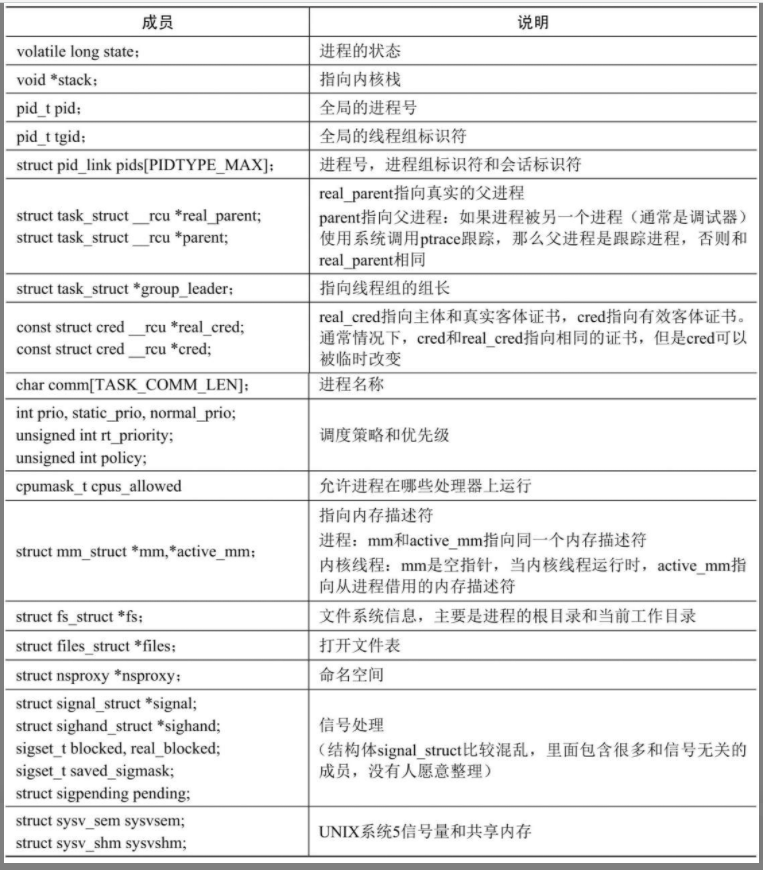 成员	说明
volatile long state;	进程的状态
void *stack;	指向内核栈
pid_t pid;	全局的进程号
pid_t tgid;	全局的线程组标识符
struct pid_link pids[PIDTYPE_MAX];	进程号，进程组标识符和会话标识符
struct task_struct __rcu *real_parent;
struct task_struct __rcu *parent;
real_parent指向真实的父进程
parent指向父进程：如果进程被另一个进程（通常是调试器）
使用系统调用ptrace跟踪，那么父进程是跟踪进程，否则和
real_parent相同
struct task_struct *group_leader;	指向线程组的组长
const struct cred __rcu *real_cred;
const struct cred __rcu *cred;
real_cred指向主体和真实客体证书，cred指向有效客体证书。
通常情况下，cred和real_cred指向相同的证书，但是cred可以
被临时改变
char comm[TASK_COMM_LEN];	进程名称
int prio, static_prio, normal_prio;
unsigned int rt_priority;
unsigned int policy;
调度策略和优先级
cpumask_t cpus_allowed	允许进程在哪些处理器上运行
struct mm_struct *mm,*active_mm;
指向内存描述符
进程：mm和active_mm指向同一个内存描述符
内核线程：mm是空指针，当内核线程运行时，active_mm指
向从进程借用的内存描述符
struct fs_struct *fs;	文件系统信息，主要是进程的根目录和当前工作目录
struct files_struct *files;	打开文件表
struct nsproxy *nsproxy;	命名空间
struct signal_struct *signal;
struct sighand_struct *sighand;
sigset_t blocked, real_blocked;
sigset_t saved_sigmask;
struct sigpending pending;
信号处理
（结构体signal_struct比较混乱，里面包含很多和信号无关的
成员，没有人愿意整理）
struct sysv_sem sysvsem;
struct sysv_shm sysvshm;
UNIX系统5信号量和共享内存